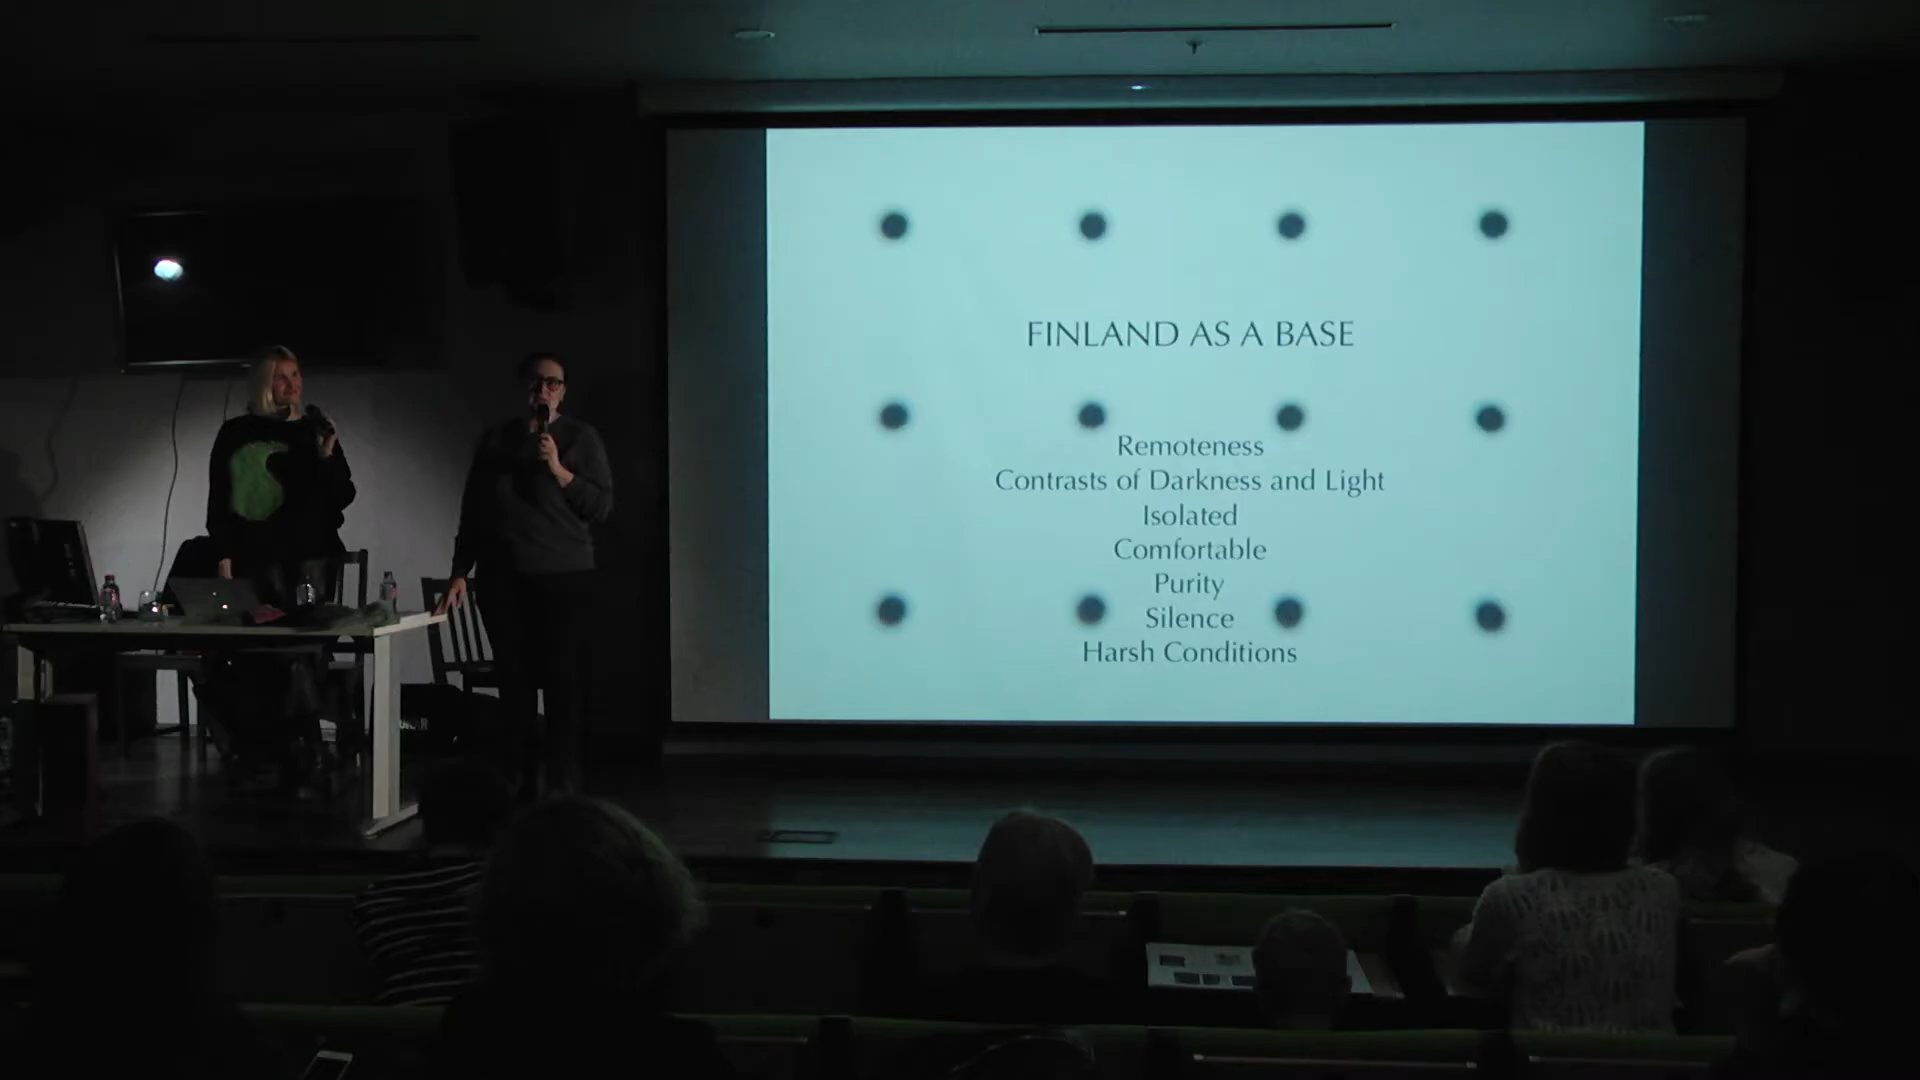 FINLAND AS A BASE
Remoteness
Contrasts of Darkness and Light
Isolated
Comfortable
Purity
Silence
Harsh Conditions